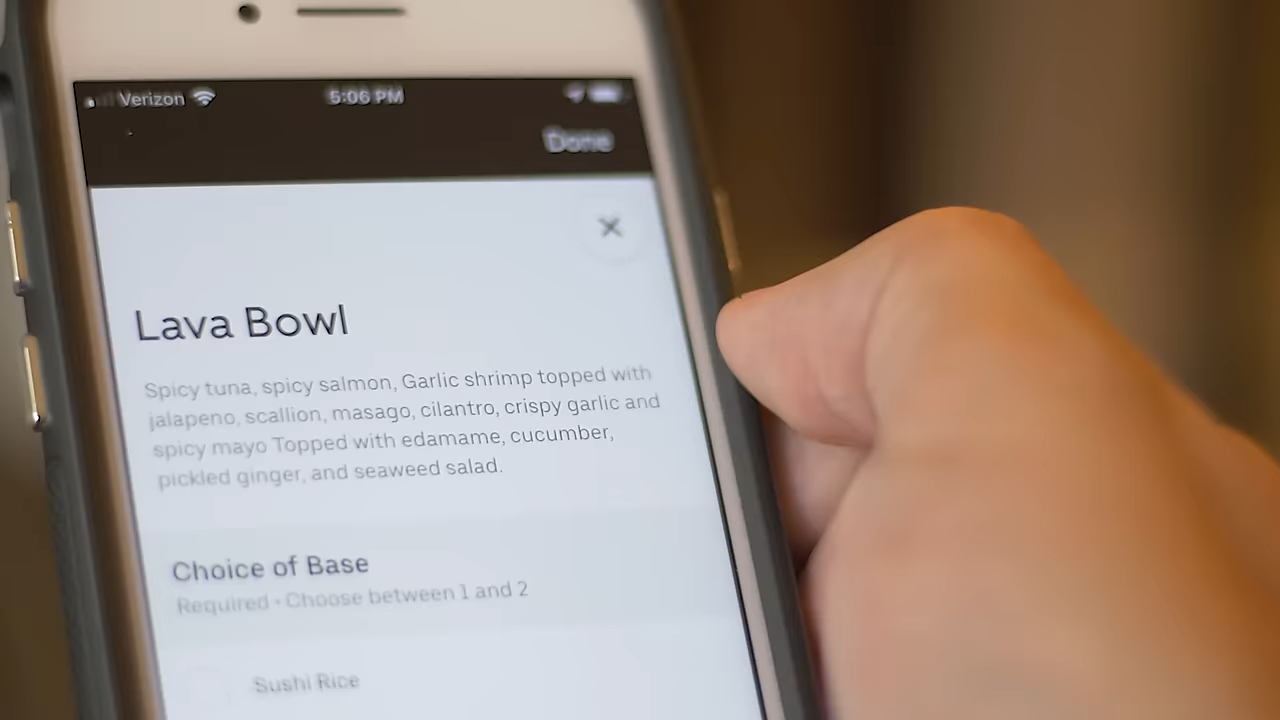 Verizon 5:06 PM
Done
Lava Bowl
Spicy tuna, spicy salmon, Garlic shrimp topped with
jalapeno, scallion, masago, cilantro, crispy garlic and
spicy mayo Topped with edamame, cucumber,
pickled ginger, and seaweed salad.
Choice of Base
Required • Choose between 1 and 2
Sushi Rice